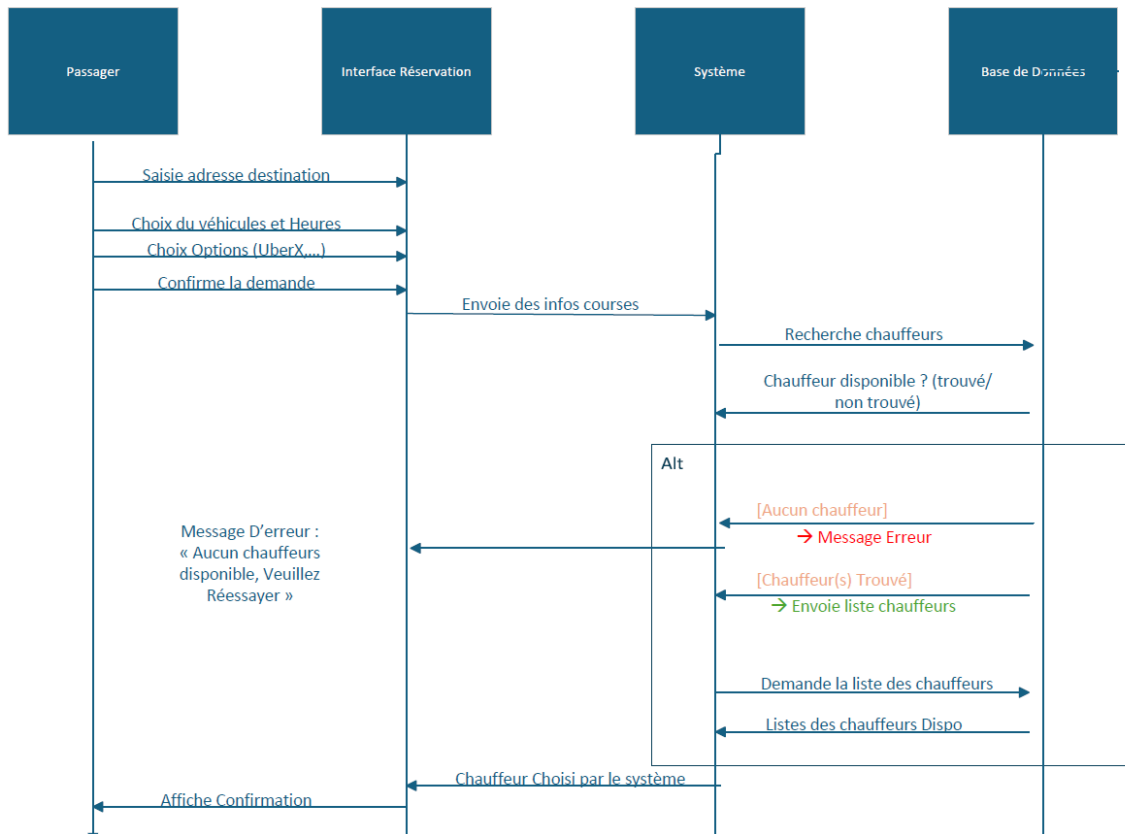 Passager
Interface Réservation
Système
Base de Données
Saisie adresse destination
Choix du véhicules et Heures
Choix Options (UberX,...)
Confirme la demande
Envoie des infos courses
Recherche chauffeurs
Chauffeur disponible ? (trouvé/
non trouvé)
Alt
[Aucun chauffeur]
→ Message Erreur
Message D’erreur :
« Aucun chauffeurs
disponible, Veuillez
Réessayer »
[Chauffeur(s) Trouvé]
→ Envoie liste chauffeurs
Demande la liste des chauffeurs
Listes des chauffeurs Dispo
Chauffeur Choisi par le système
Affiche Confirmation